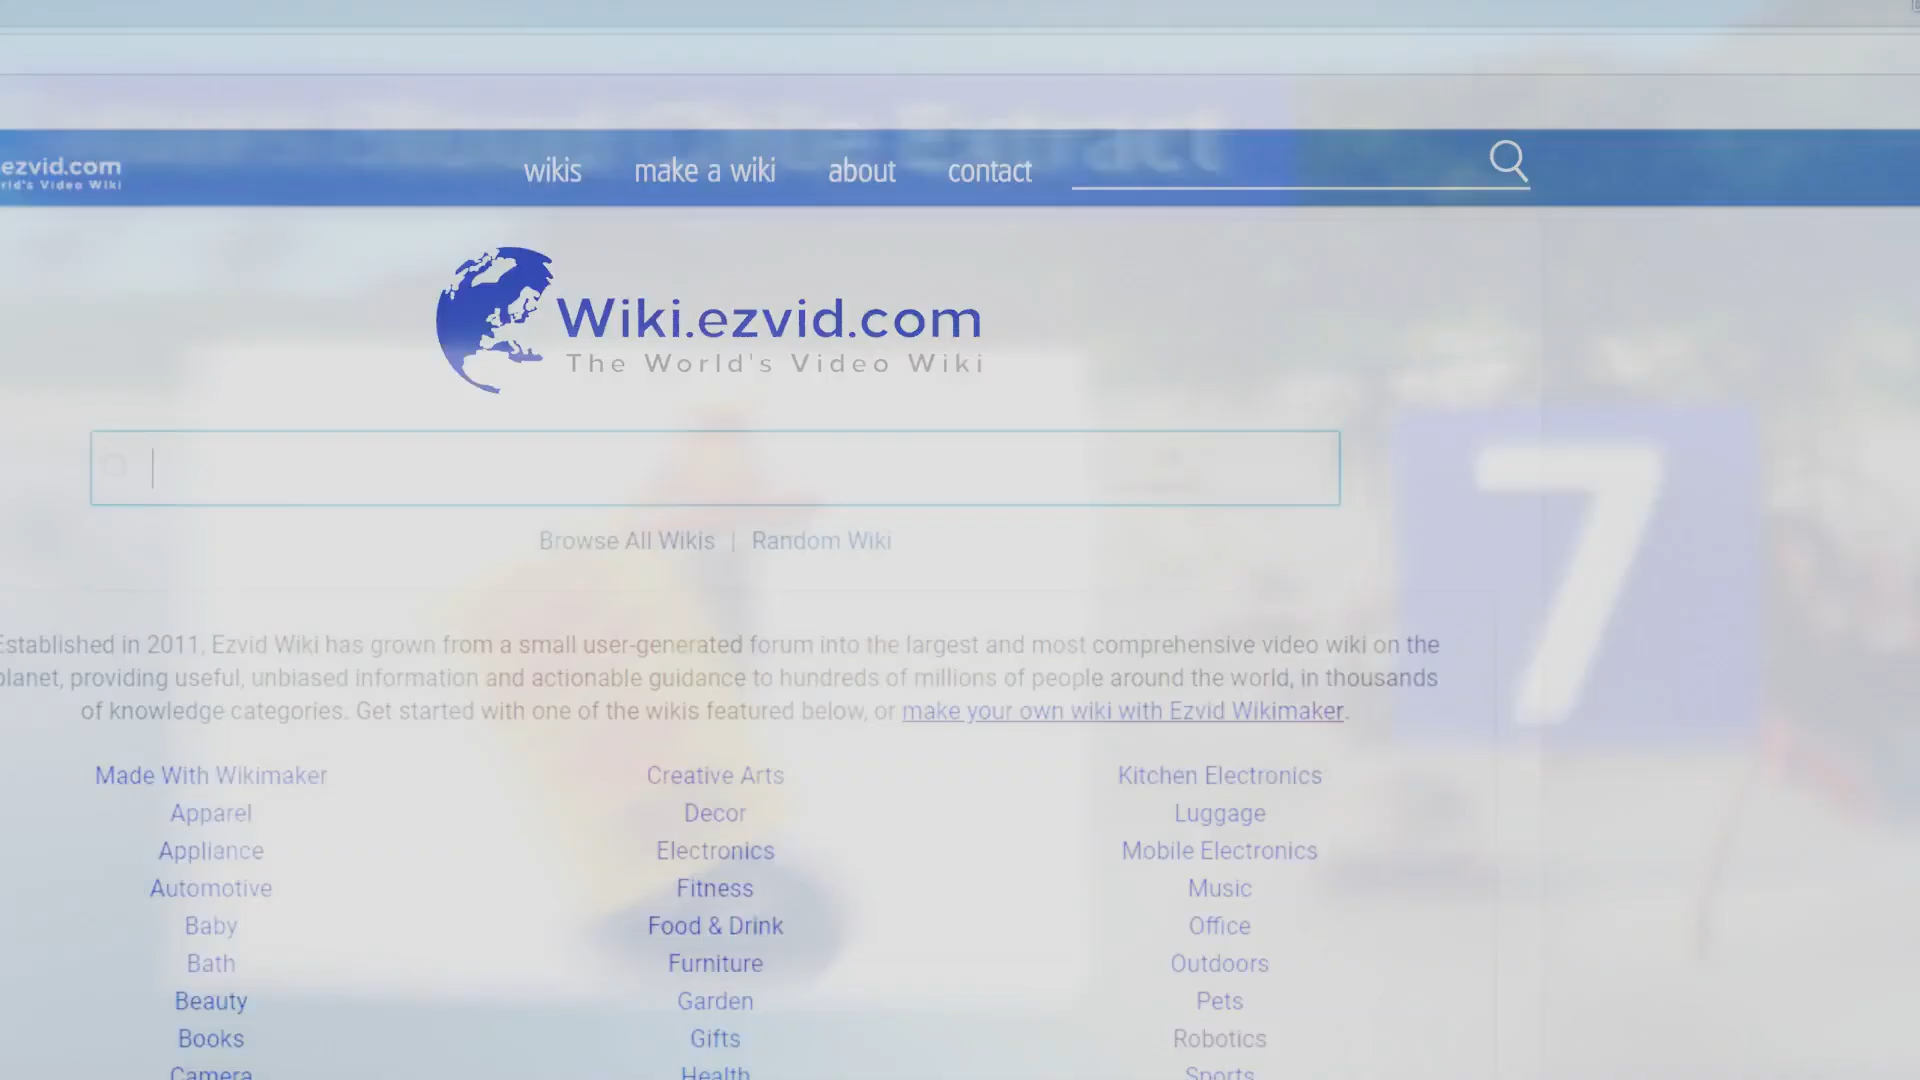 ezvid.com
wikis make a wiki about contact
Extract
Wiki.ezvid.com
The World's Video Wiki
Browse All Wikis | Random Wiki
7
Established in 2011, Ezvid Wiki has grown from a small user-generated forum into the largest and most comprehensive video wiki on the
planet, providing useful, unbiased information and actionable guidance to hundreds of millions of people around the world, in thousands
of knowledge categories. Get started with one of the wikis featured below, or make your own wiki with Ezvid Wikimaker.
Made With Wikimaker Creative Arts Kitchen Electronics
Apparel Decor Luggage
Appliance Electronics Mobile Electronics
Automotive Fitness Music
Baby Food & Drink Office
Bath Furniture Outdoors
Beauty Garden Pets
Books Gifts Robotics
Camera Health Sports